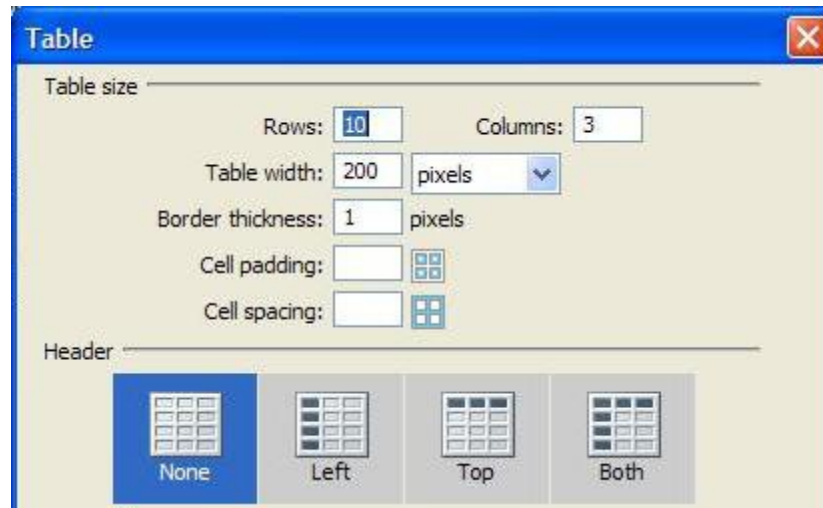 Table
Table size
Rows: 10 Columns: 3
Table width: 200 pixels
Border thickness: 1 pixels
Cell padding:
Cell spacing:
Header
None Left Top Both